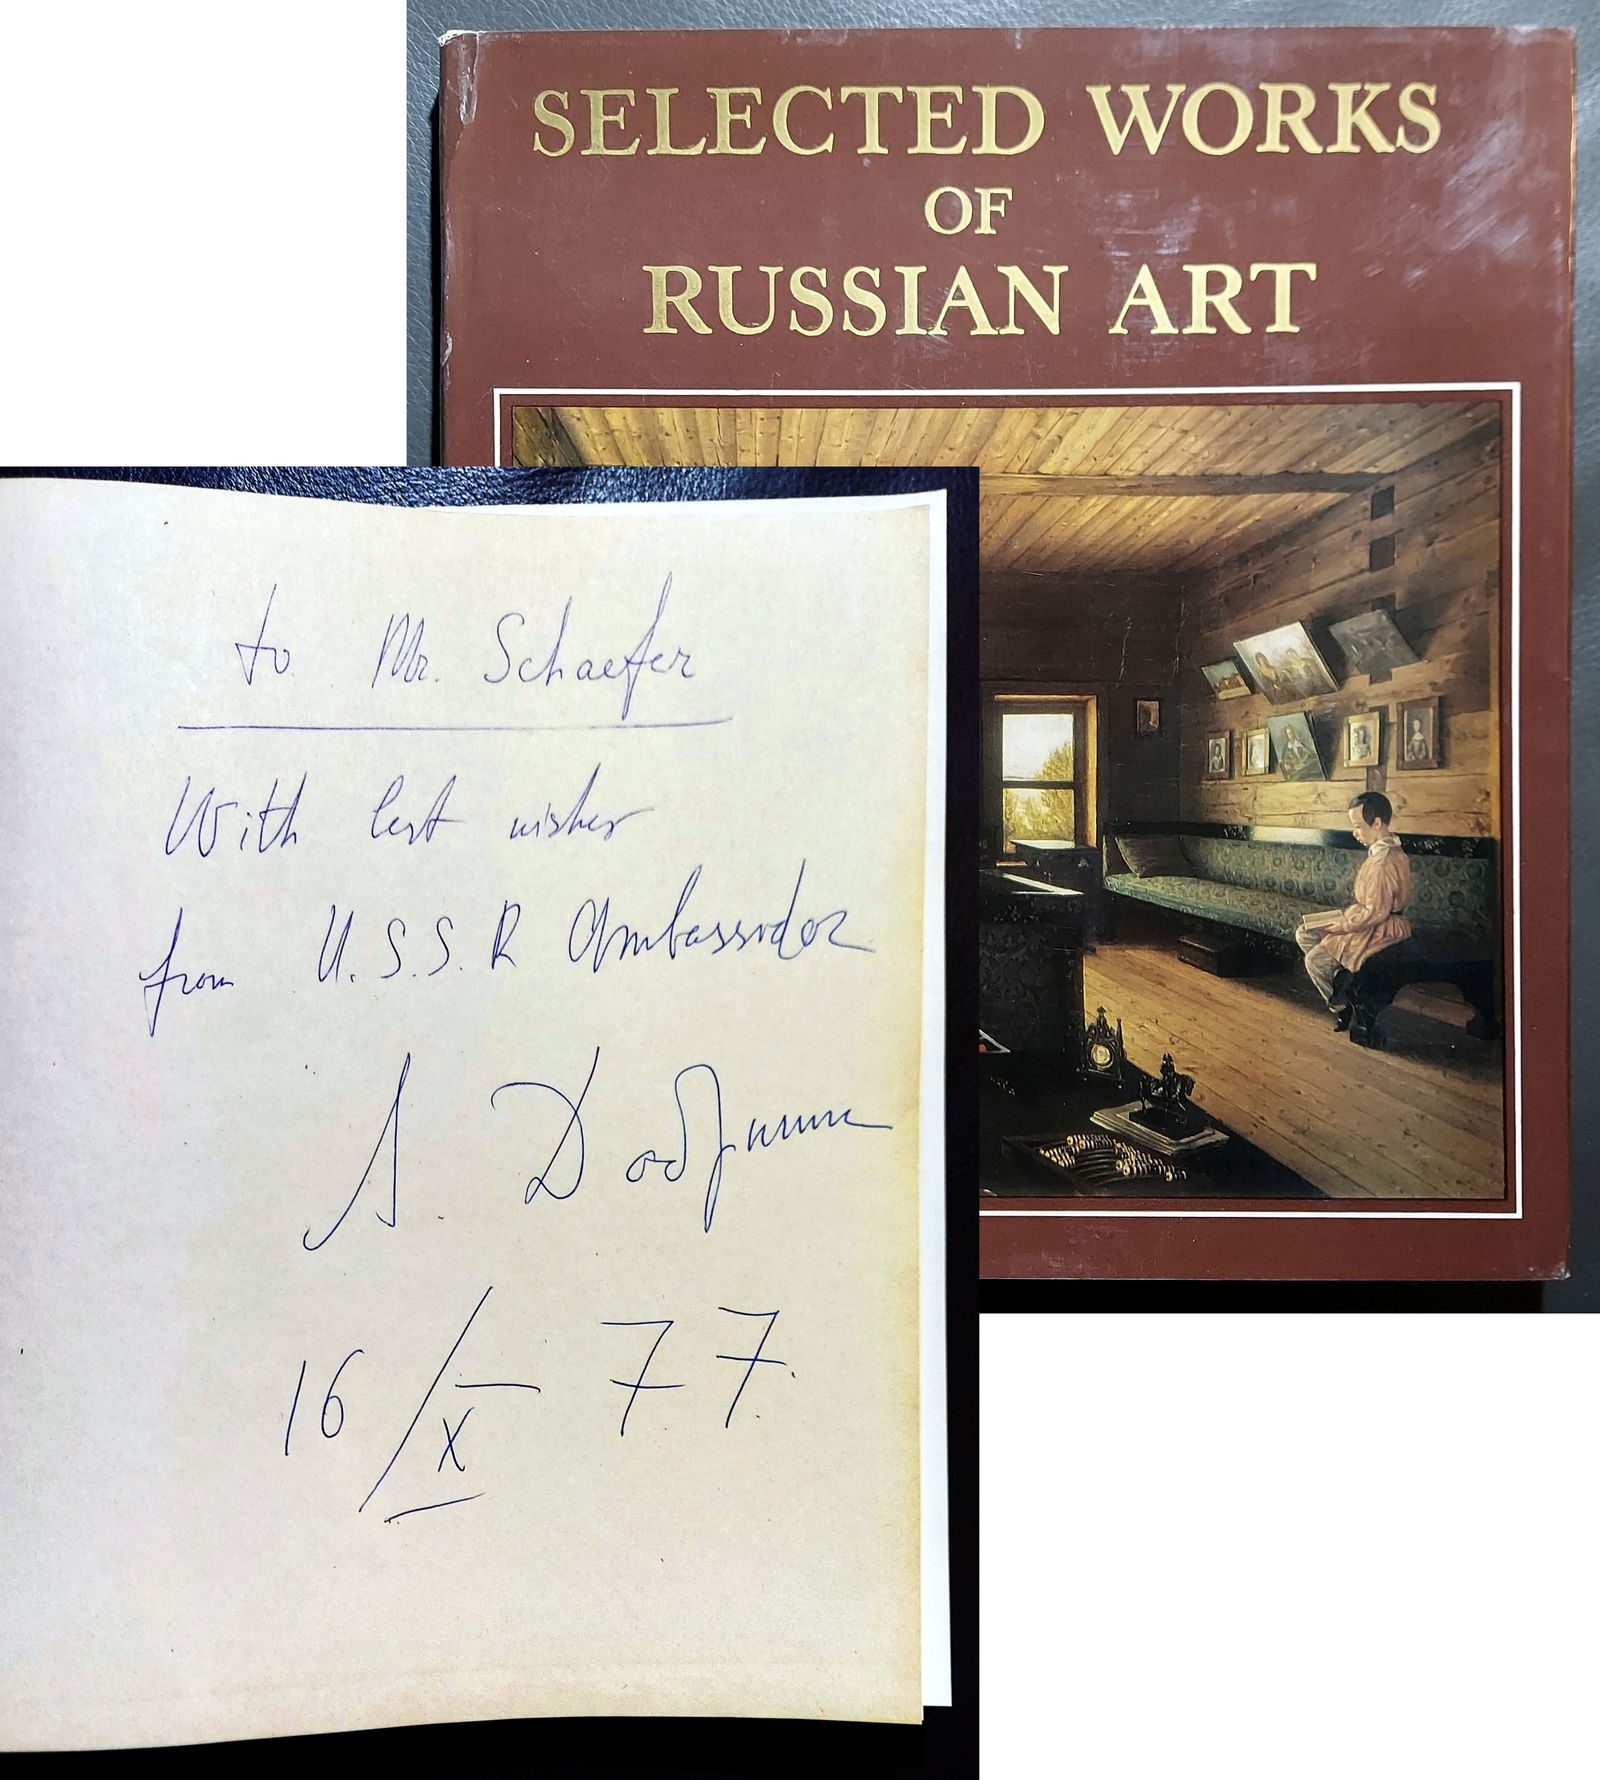 SELECTED WORKS
OF
RUSSIAN ART
to Mr. Schaefer
With best wishes
from U.S.S.R Ambassador
А. Добрынин
16/X - 77.